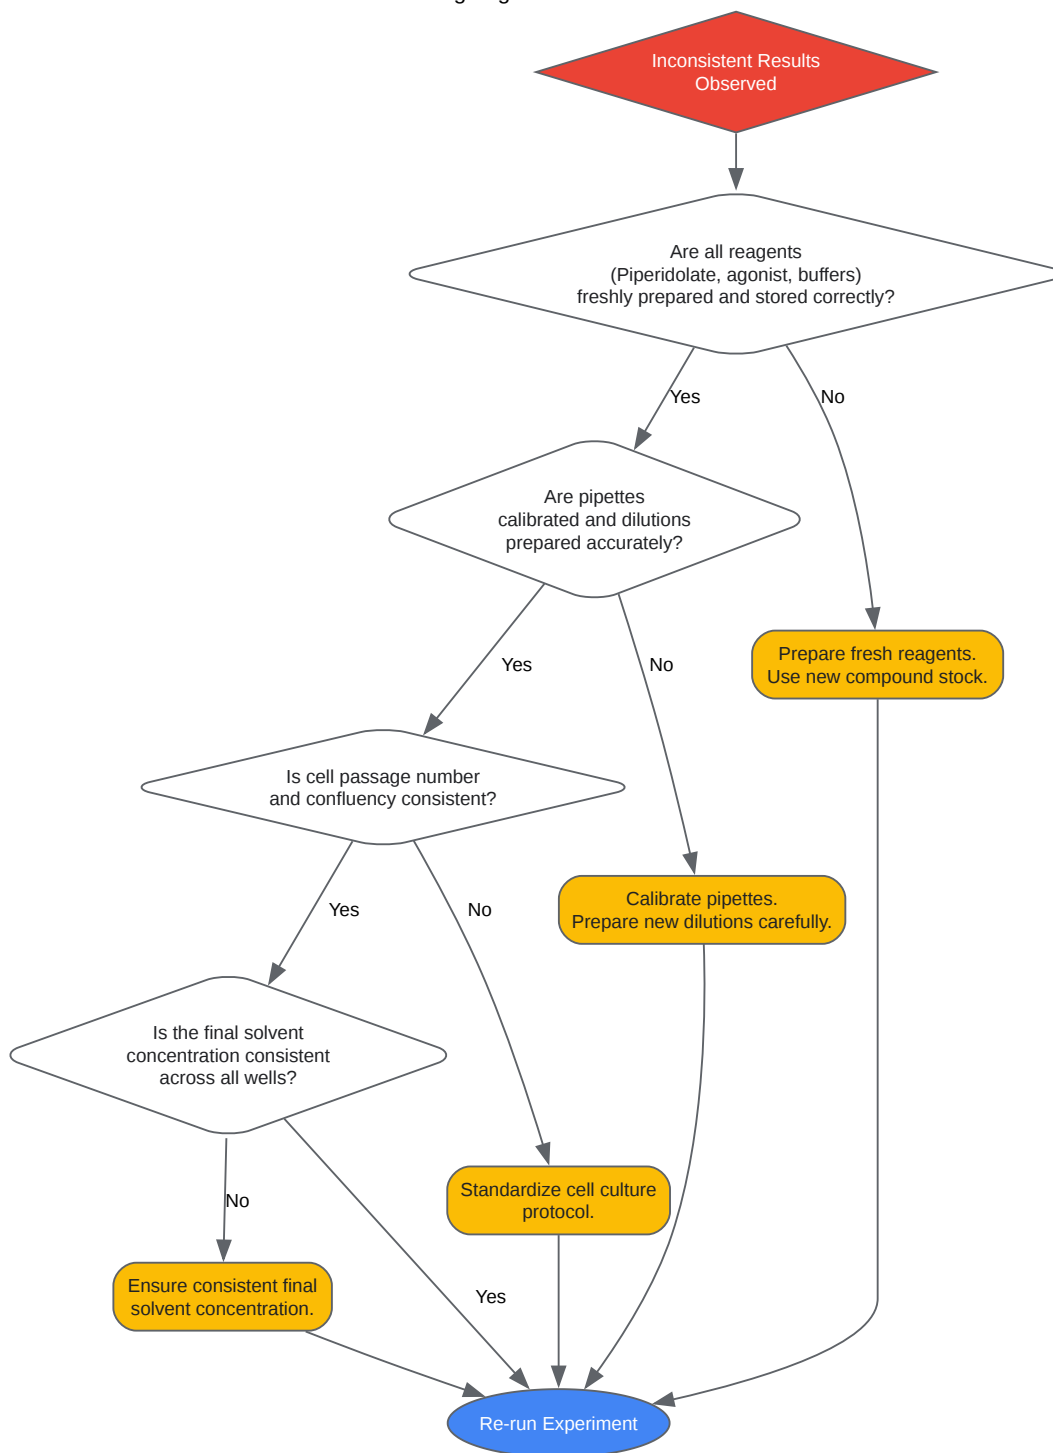 Inconsistent Results
Observed
Are all reagents
(Piperidolate, agonist, buffers)
freshly prepared and stored correctly?
Yes
No
Are pipettes
calibrated and dilutions
prepared accurately?
Yes
No
Prepare fresh reagents.
Use new compound stock.
Is cell passage number
and confluency consistent?
Yes
No
Calibrate pipettes.
Prepare new dilutions carefully.
Is the final solvent
concentration consistent
across all wells?
No
Yes
Standardize cell culture
protocol.
Ensure consistent final
solvent concentration.
Re-run Experiment